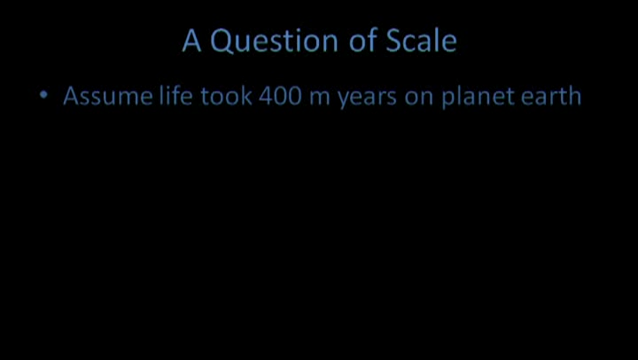 A Question of Scale
• Assume life took 400 m years on planet earth